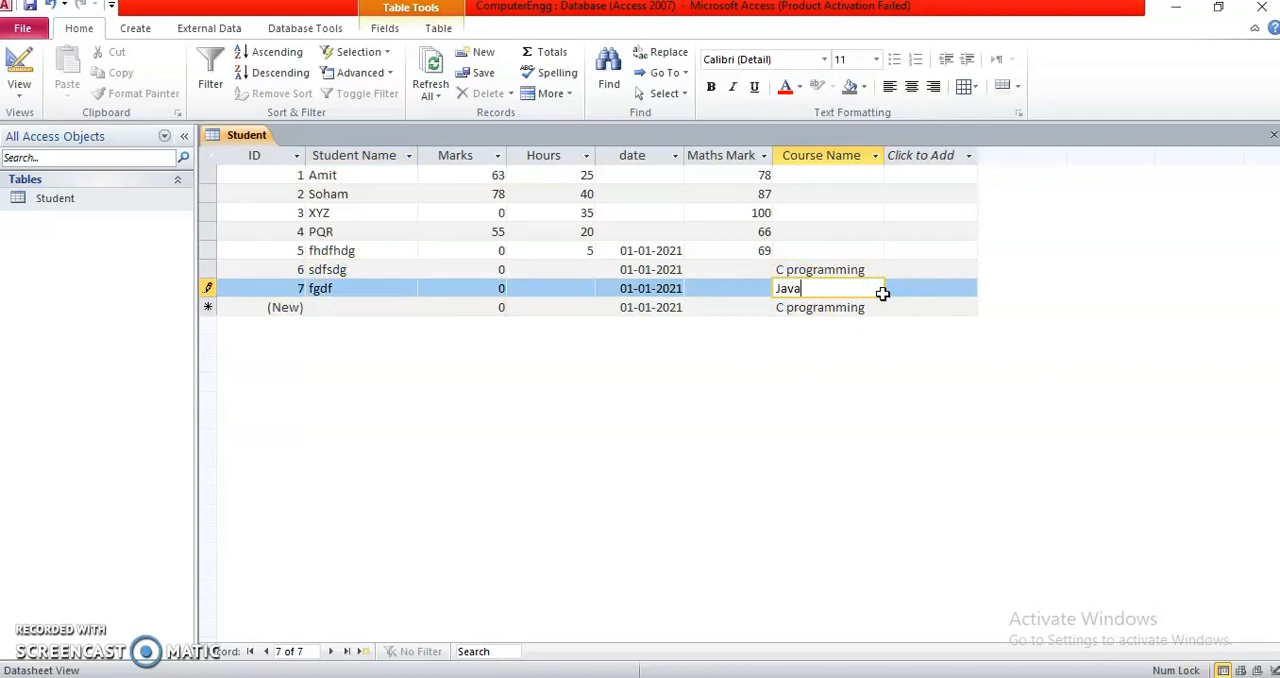 Table Tools
ComputerEngg : Database (Access 2007) - Microsoft Access (Product Activation Failed)
File Home Create External Data Database Tools Fields Table
View
Views
Paste
Cut
Copy
Format Painter
Clipboard
Filter
Ascending
Descending
Remove Sort
Selection
Advanced
Toggle Filter
Sort & Filter
Refresh All
New
Save
Delete
Totals
Spelling
More
Records
Find
Replace
Go To
Select
Find
Calibri (Detail) 11
B I U A
Text Formatting
All Access Objects
Search...
Tables
Student
Student
ID Student Name Marks Hours date Maths Mark Course Name Click to Add
1 Amit 63 25 78
2 Soham 78 40 87
3 XYZ 0 35 100
4 PQR 55 20 66
5 fhdfhdg 0 5 01-01-2021 69
6 sdfsdg 0 01-01-2021 C programming
7 fgdf 0 01-01-2021 Java
(New) 0 01-01-2021 C programming
Activate Windows
Go to Settings to activate Windows.
RECORDED WITH
SCREENCAST MATIC
cord: 7 of 7 No Filter Search
Datasheet View Num Lock